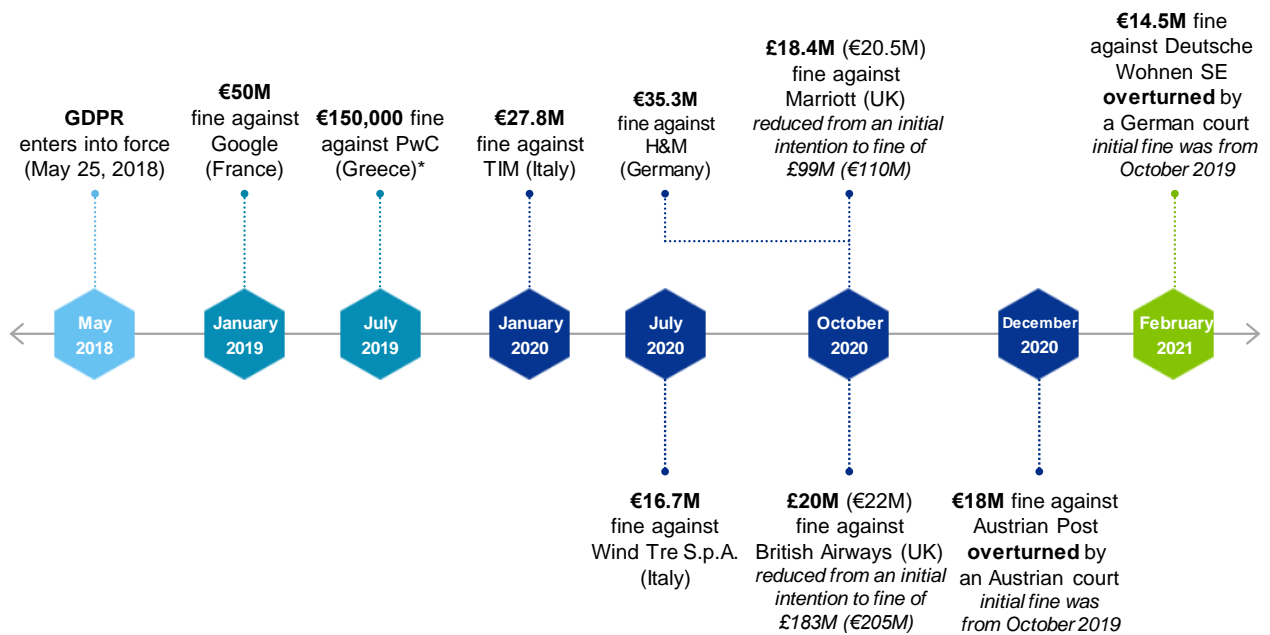 GDPR
enters into force
(May 25, 2018)
€50M
fine against
Google
(France)
€150,000 fine
against PwC
(Greece)*
€27.8M
fine against
TIM (Italy)
€35.3M
fine against
H&M
(Germany)
£18.4M (€20.5M)
fine against
Marriott (UK)
reduced from an initial
intention to fine of
£99M (€110M)
€14.5M fine
against Deutsche
Wohnen SE
overturned by
a German court
initial fine was from
October 2019
May
2018
January
2019
July
2019
January
2020
July
2020
October
2020
December
2020
February
2021
€16.7M
fine against
Wind Tre S.p.A.
(Italy)
£20M (€22M)
fine against
British Airways (UK)
reduced from an initial
intention to fine of
£183M (€205M)
€18M fine against
Austrian Post
overturned by
an Austrian court
initial fine was
from October 2019